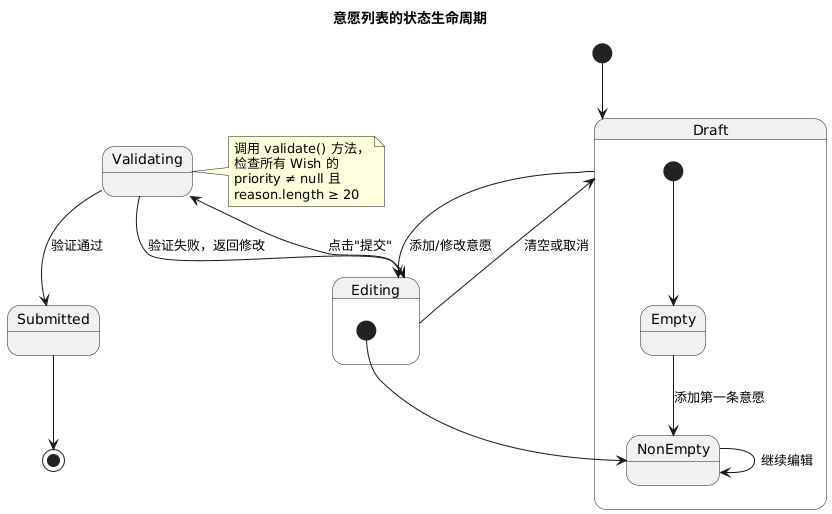 意愿列表的状态生命周期
Draft
Validating
调用 validate() 方法，
检查所有 Wish 的
priority ≠ null 且
reason.length ≥ 20
验证通过
验证失败，返回修改
点击"提交"
添加/修改意愿
清空或取消
Editing
Submitted
Empty
添加第一条意愿
NonEmpty
继续编辑